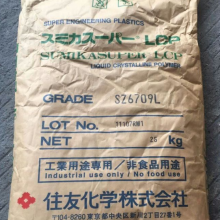 SUPER ENGINEERING PLASTICS
スミカスーパー LCP
SUMIKASUPER LCP
LIQUID CRYSTALLINE POLYMER
GRADE SZ6709L
LOT No.
NET 25 kg
工業用途専用/非食品用途
Industrial use only / No food use
住友化学株式会社